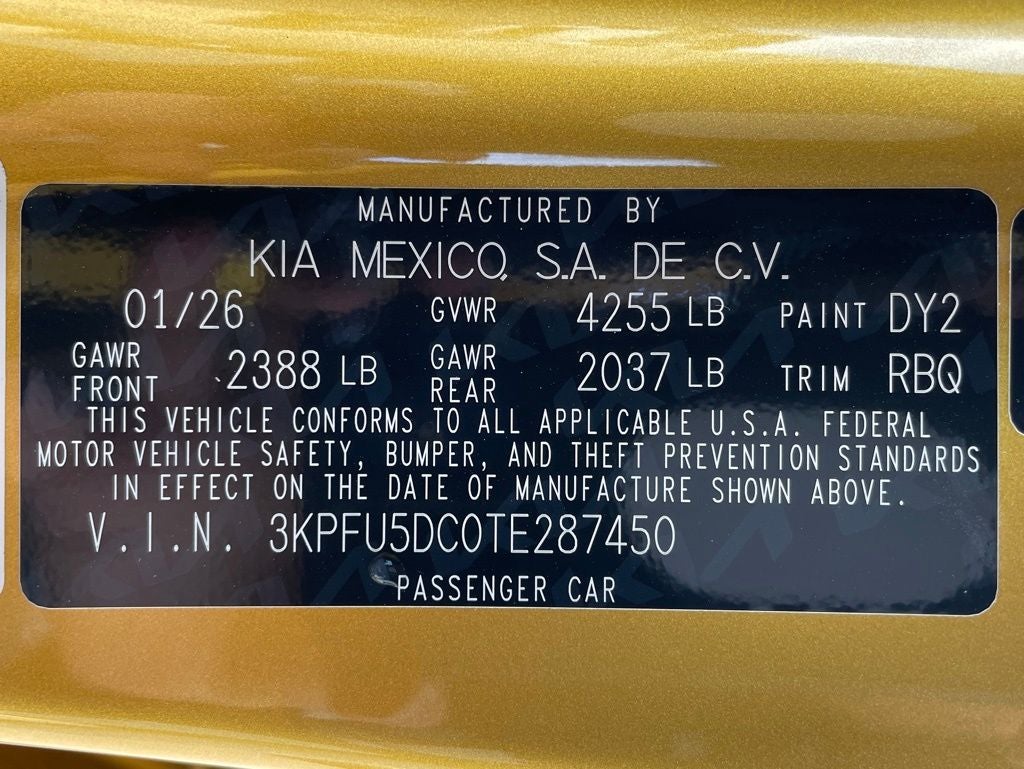 MANUFACTURED BY
KIA MEXICO, S.A. DE C.V.
01/26 GVWR 4255 LB PAINT DY2
GAWR FRONT 2388 LB GAWR REAR 2037 LB TRIM RBQ
THIS VEHICLE CONFORMS TO ALL APPLICABLE U.S.A. FEDERAL
MOTOR VEHICLE SAFETY, BUMPER, AND THEFT PREVENTION STANDARDS
IN EFFECT ON THE DATE OF MANUFACTURE SHOWN ABOVE.
V.I.N. 3KPFU5DC0TE287450
PASSENGER CAR